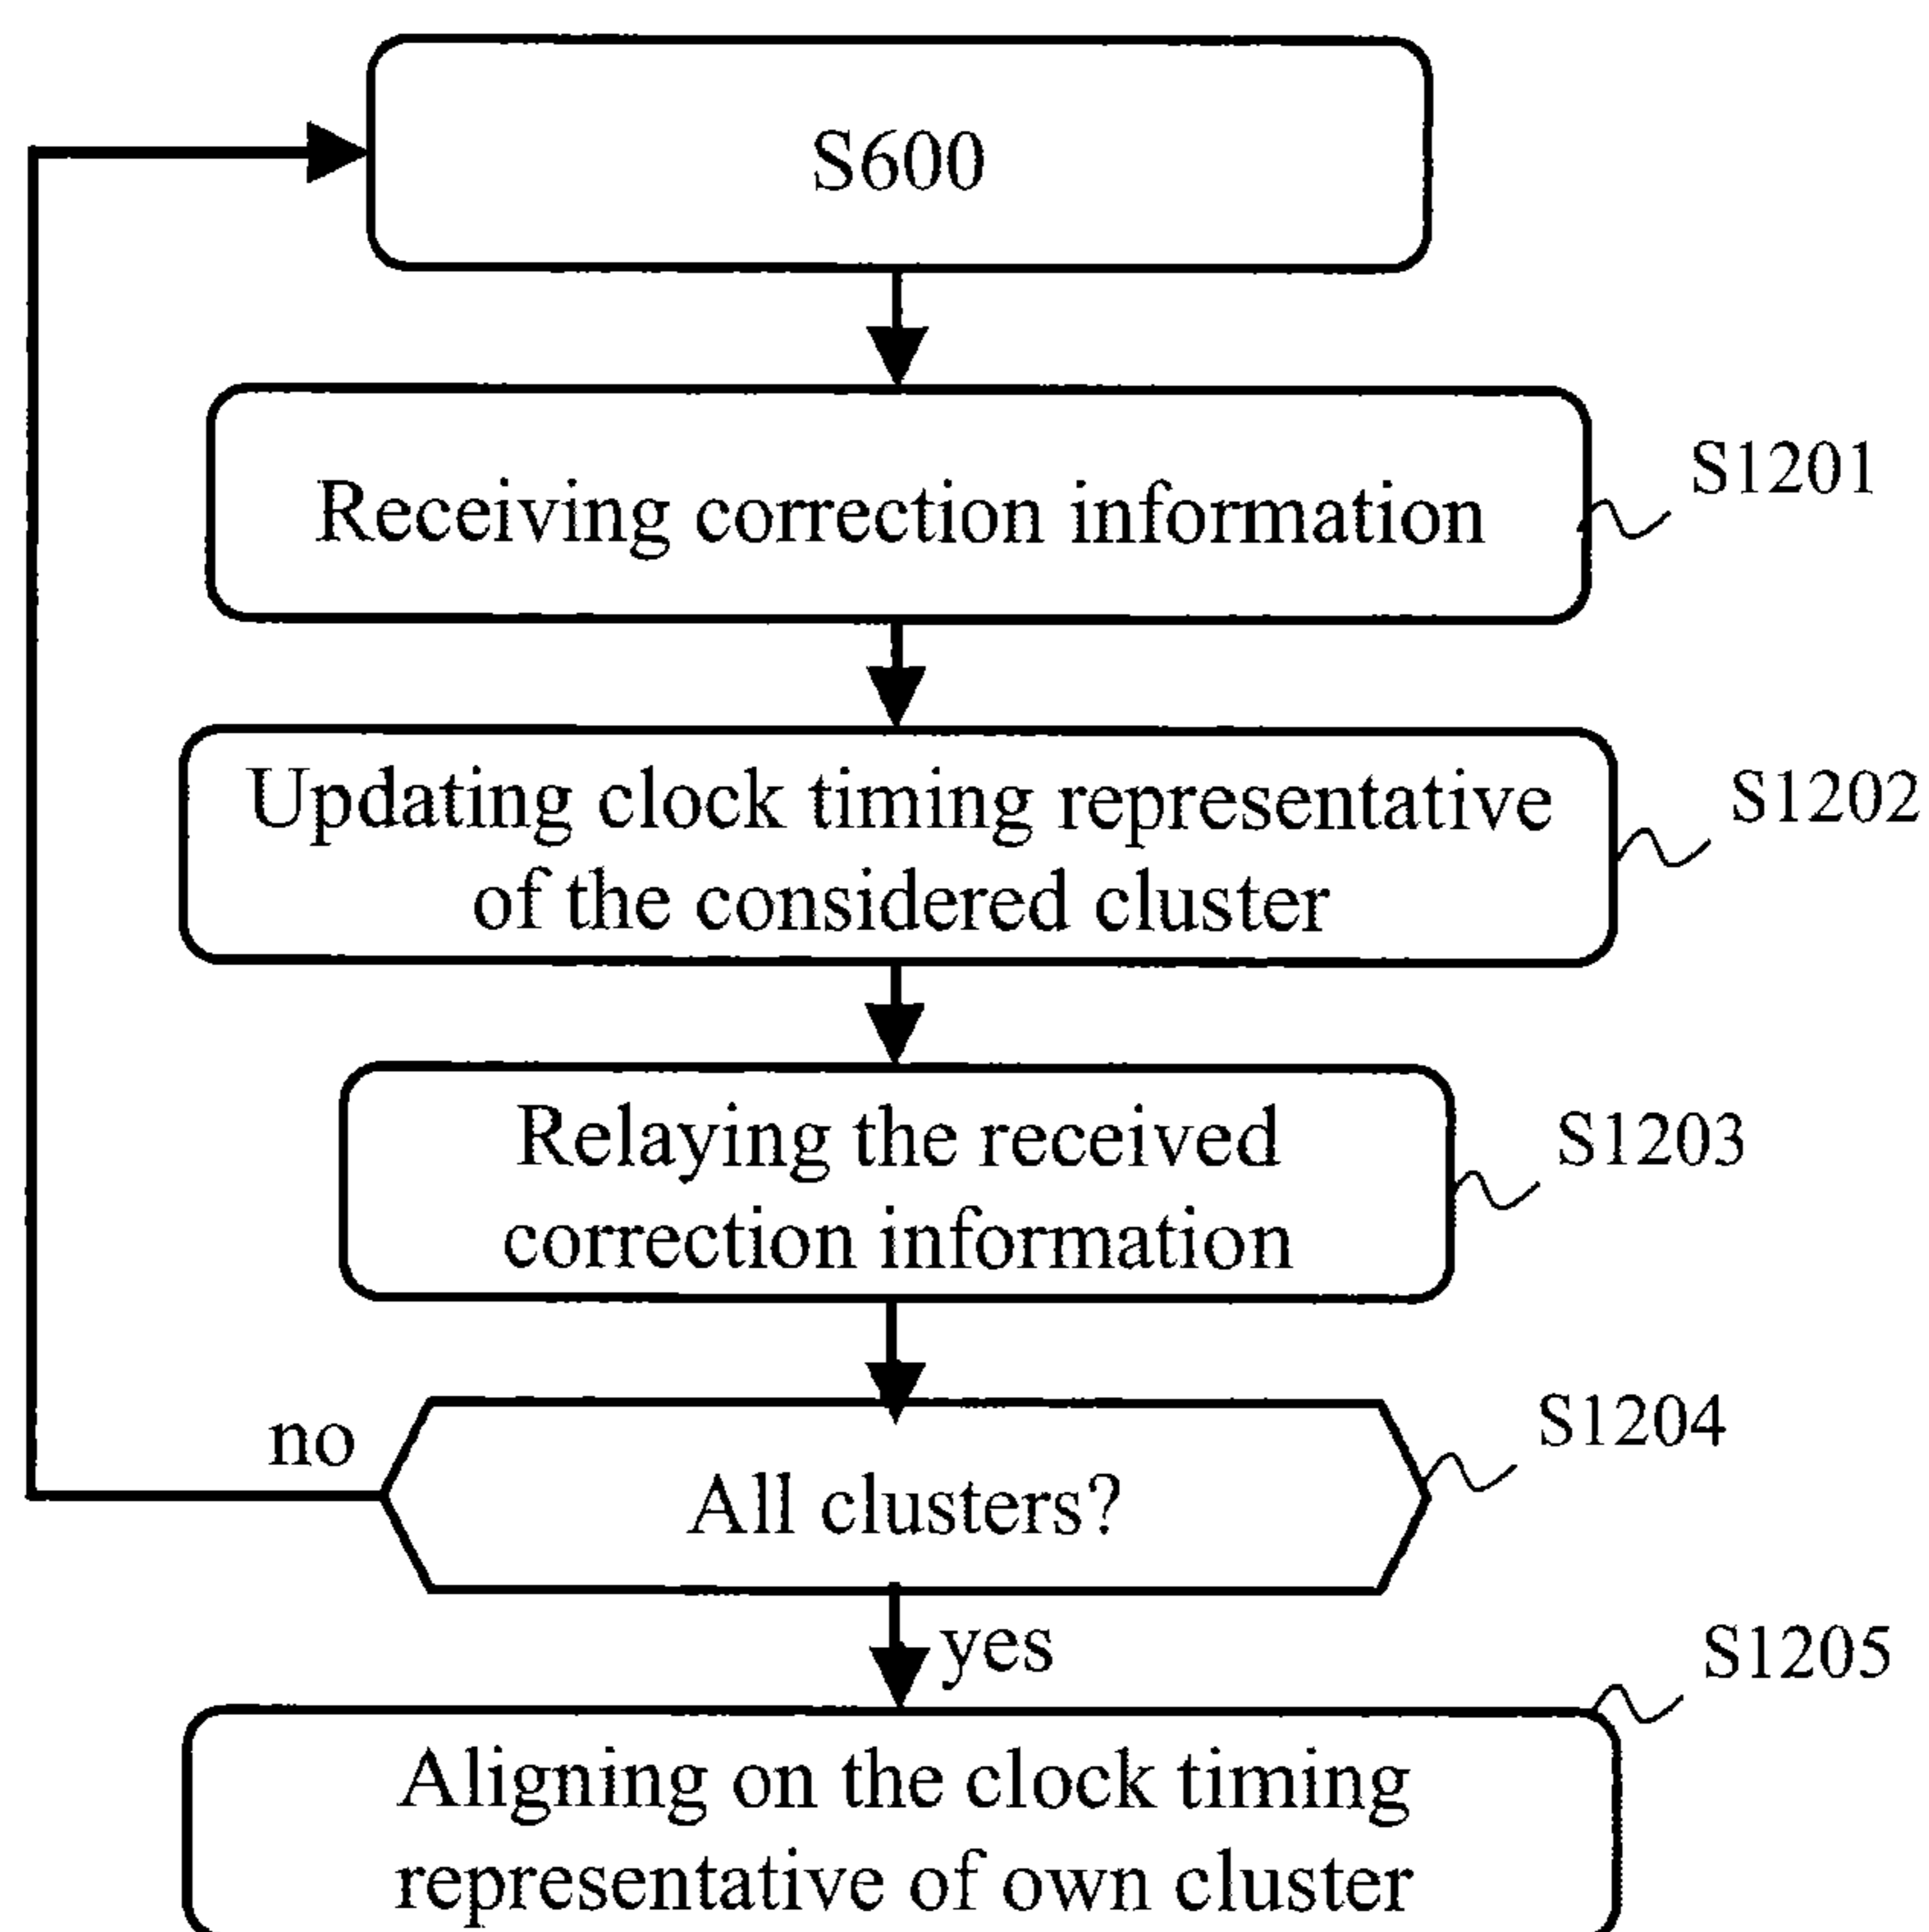 S600
Receiving correction information
S1201
Updating clock timing representative
of the considered cluster
S1202
Relaying the received
correction information
S1203
no
All clusters?
S1204
yes
S1205
Aligning on the clock timing
representative of own cluster